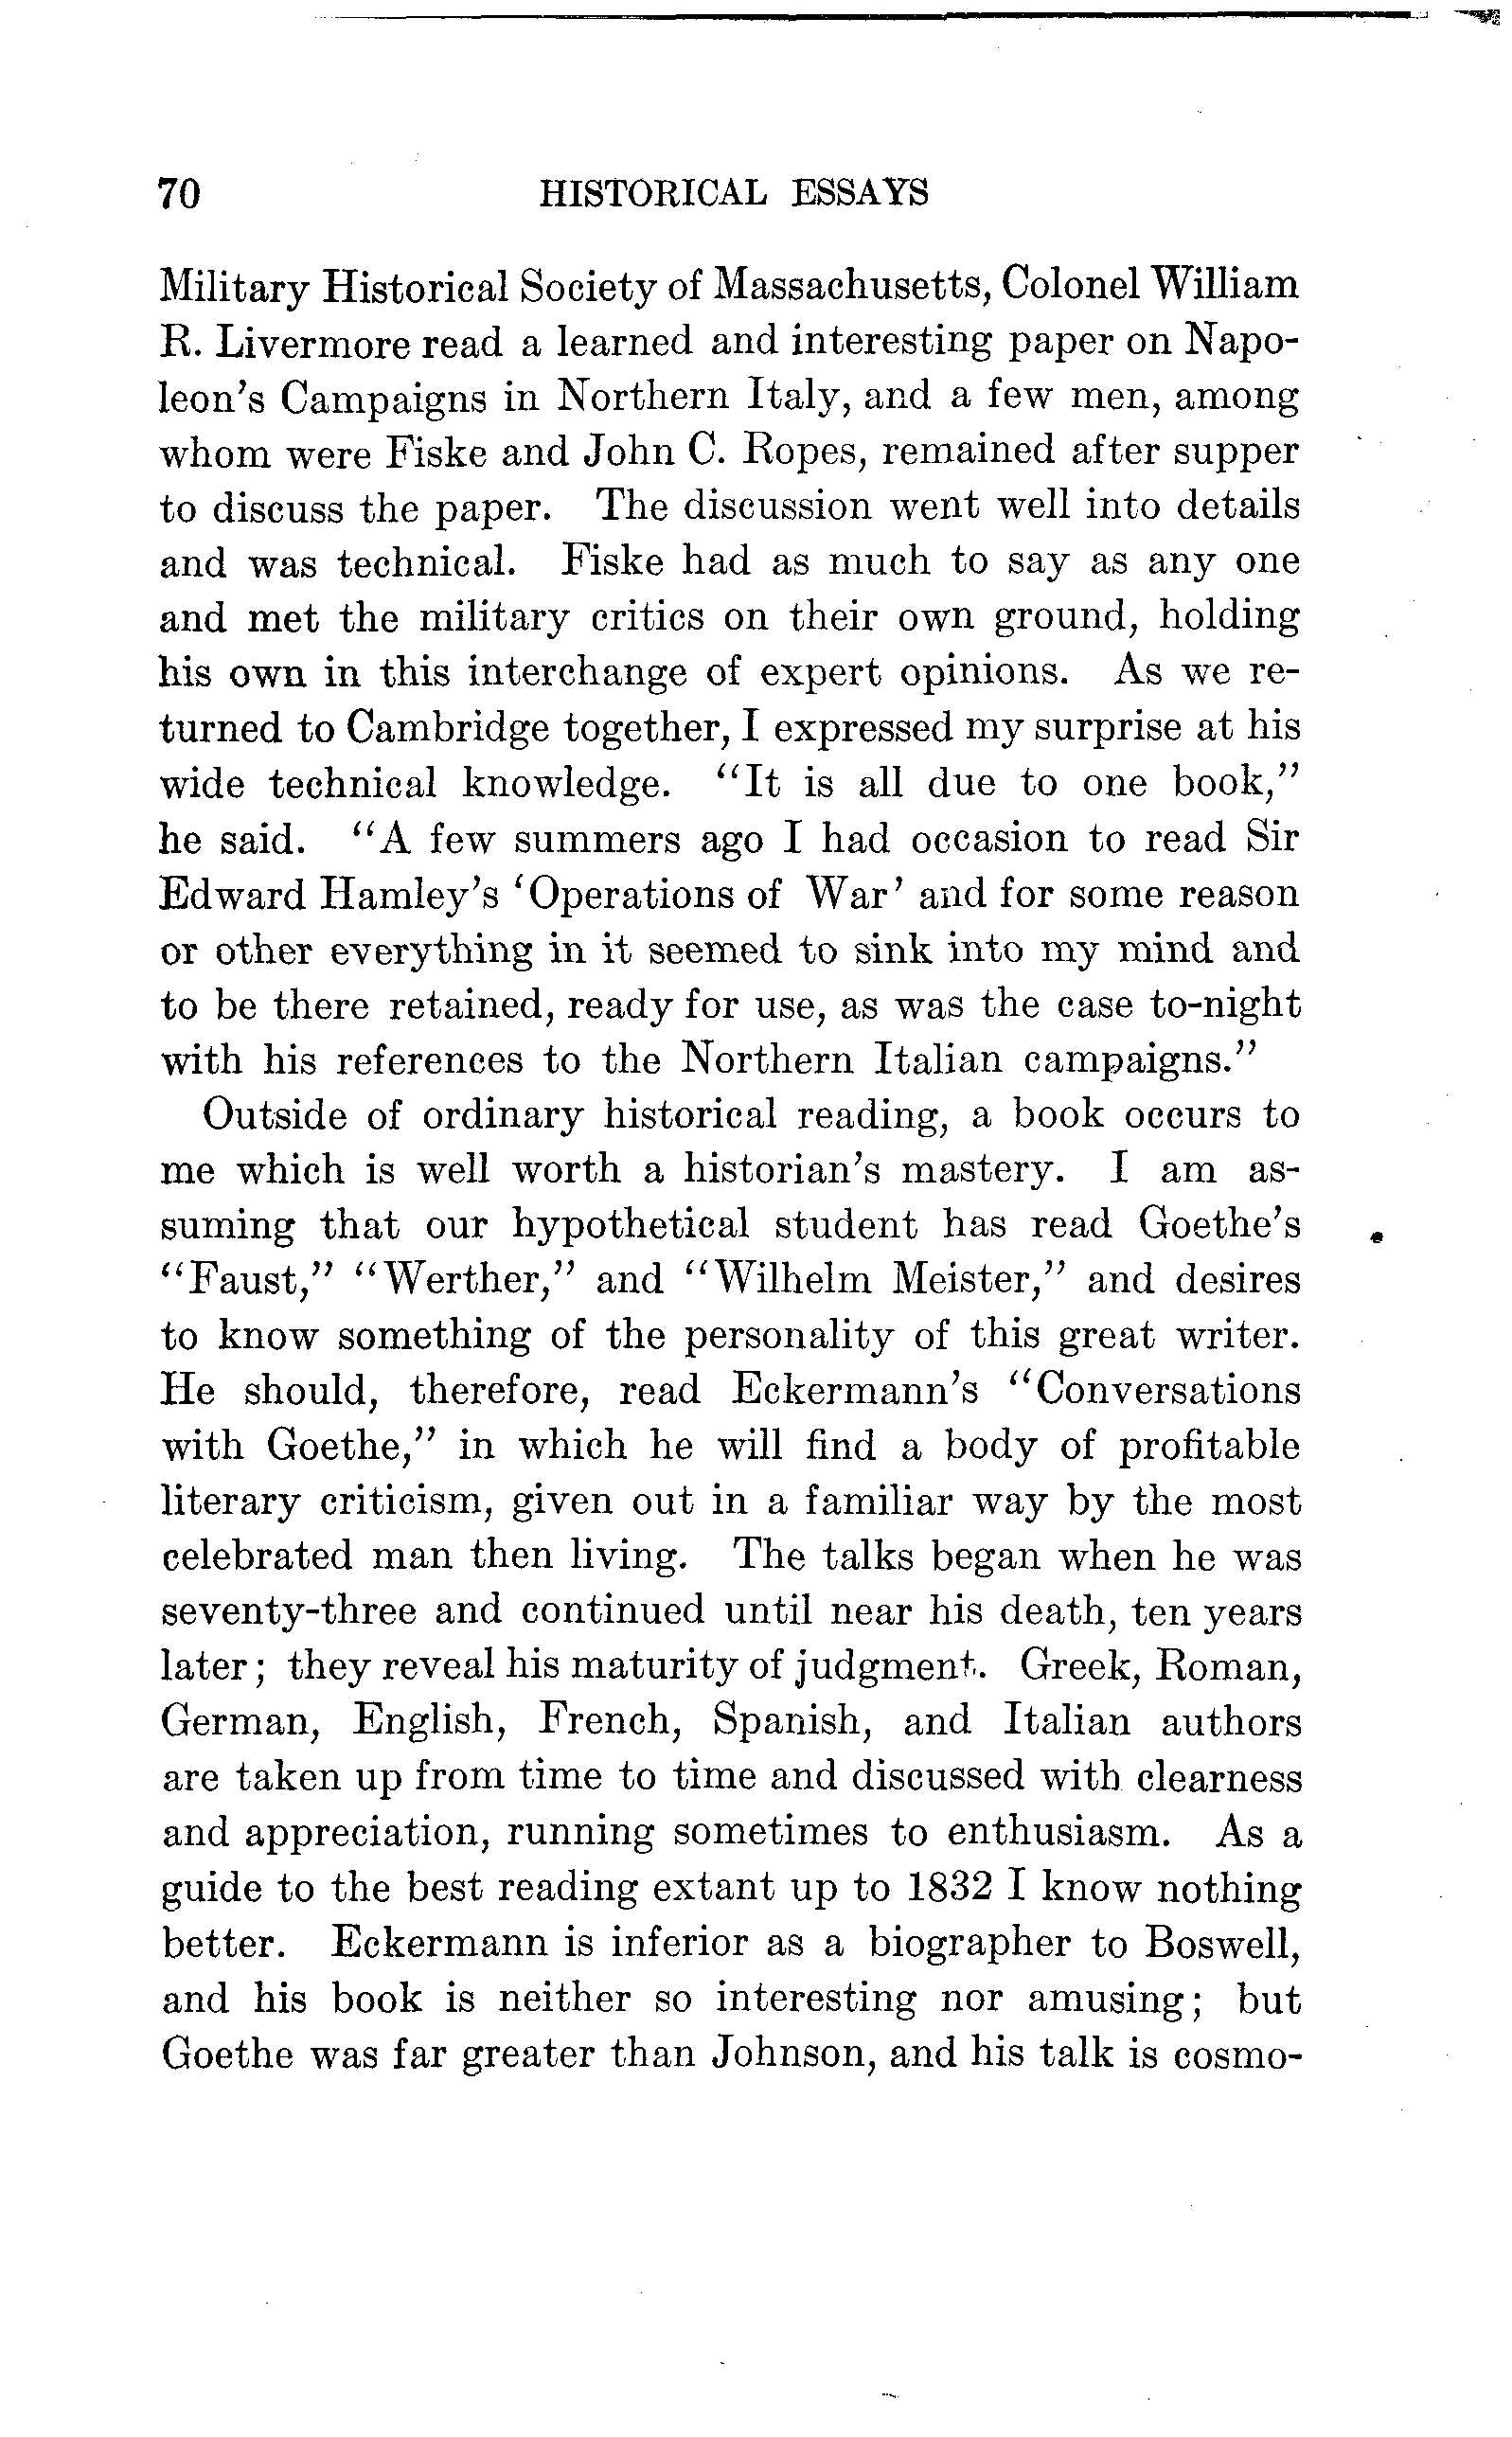 70 HISTORICAL ESSAYS
Military Historical Society of Massachusetts, Colonel William
R. Livermore read a learned and interesting paper on Napo-
leon's Campaigns in Northern Italy, and a few men, among
whom were Fiske and John C. Ropes, remained after supper
to discuss the paper. The discussion went well into details
and was technical. Fiske had as much to say as any one
and met the military critics on their own ground, holding
his own in this interchange of expert opinions. As we re-
turned to Cambridge together, I expressed my surprise at his
wide technical knowledge. “It is all due to one book,”
he said. “A few summers ago I had occasion to read Sir
Edward Hamley's ‘Operations of War’ and for some reason
or other everything in it seemed to sink into my mind and
to be there retained, ready for use, as was the case to-night
with his references to the Northern Italian campaigns.”
Outside of ordinary historical reading, a book occurs to
me which is well worth a historian's mastery. I am as-
suming that our hypothetical student has read Goethe's
“Faust,” “Werther,” and “Wilhelm Meister,” and desires
to know something of the personality of this great writer.
He should, therefore, read Eckermann's “Conversations
with Goethe,” in which he will find a body of profitable
literary criticism, given out in a familiar way by the most
celebrated man then living. The talks began when he was
seventy-three and continued until near his death, ten years
later; they reveal his maturity of judgment. Greek, Roman,
German, English, French, Spanish, and Italian authors
are taken up from time to time and discussed with clearness
and appreciation, running sometimes to enthusiasm. As a
guide to the best reading extant up to 1832 I know nothing
better. Eckermann is inferior as a biographer to Boswell,
and his book is neither so interesting nor amusing; but
Goethe was far greater than Johnson, and his talk is cosmo-